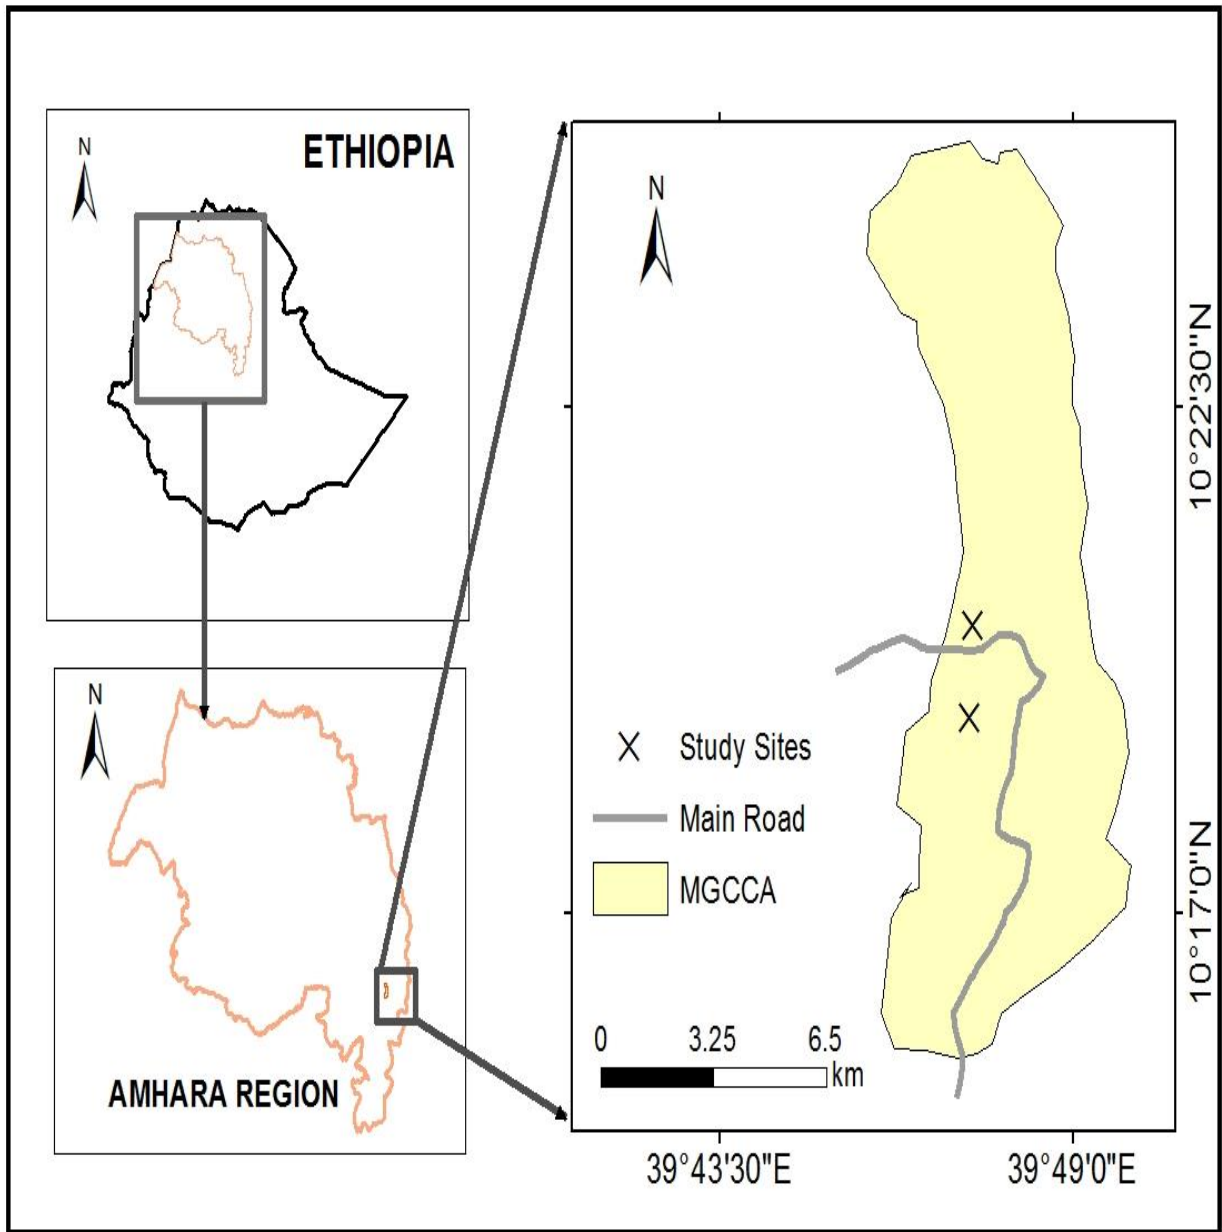 N
ETHIOPIA
N
AMHARA REGION
N
Study Sites
Main Road
MGCCA
0 3.25 6.5
km
10°22'30"N
10°17'0"N
39°43'30"E 39°49'0"E